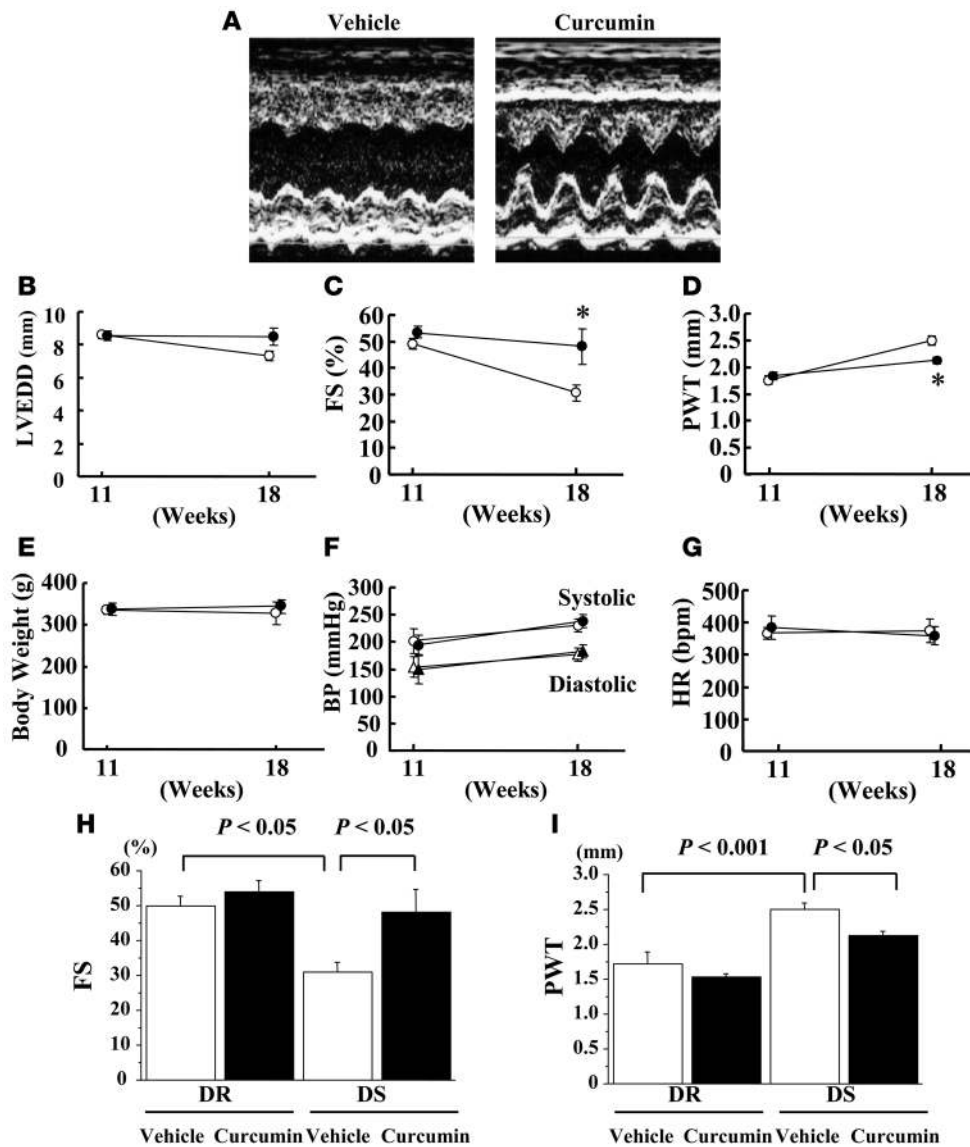 A
Vehicle
Curcumin
B
LVEDD (mm)
10
8
6
4
2
0
11
18
(Weeks)
C
FS (%)
60
50
40
30
20
10
0
*
11
18
(Weeks)
D
PWT (mm)
3.0
2.5
2.0
1.5
1.0
0.5
0
*
11
18
(Weeks)
E
Body Weight (g)
400
300
200
100
0
11
18
(Weeks)
F
BP (mmHg)
300
250
200
150
100
50
0
Systolic
Diastolic
11
18
(Weeks)
G
HR (bpm)
500
400
300
200
100
0
11
18
(Weeks)
H
(%)
P < 0.05
P < 0.05
FS
60
50
40
30
20
10
0
DR
DS
Vehicle Curcumin Vehicle Curcumin
I
(mm)
P < 0.001
P < 0.05
PWT
3.0
2.5
2.0
1.5
1.0
0.5
0
DR
DS
Vehicle Curcumin Vehicle Curcumin